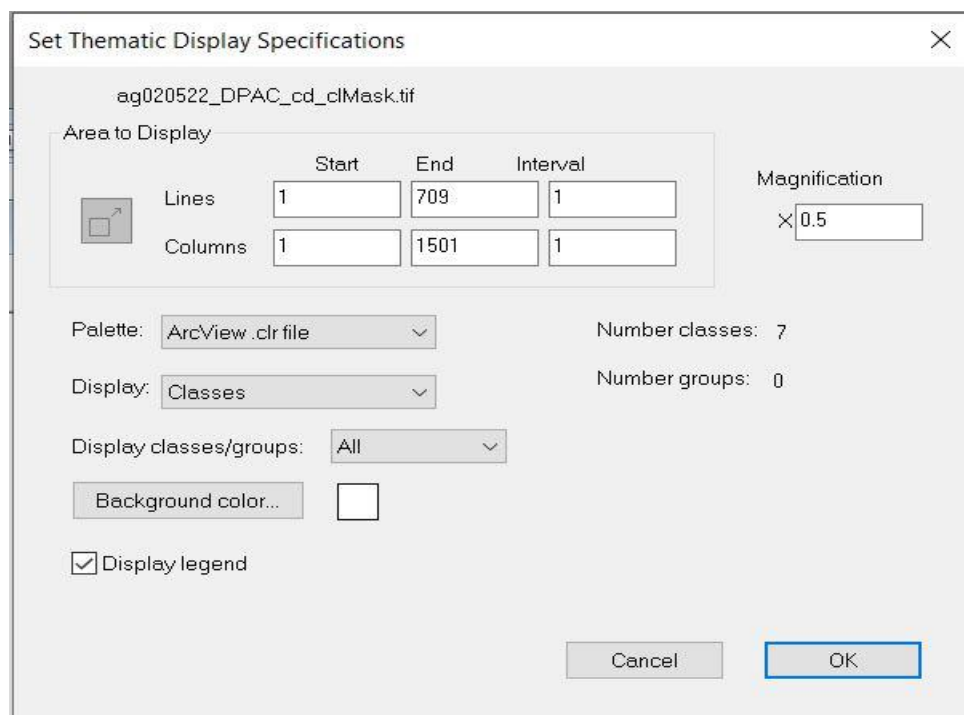 Set Thematic Display Specifications
ag020522_DPAC_cd_clMask.tif
Area to Display
Start End Interval
Lines 1 709 1
Columns 1 1501 1
Magnification
X 0.5
Palette: ArcView .clr file
Number classes: 7
Display: Classes
Number groups: 0
Display classes/groups: All
Background color...
Display legend
Cancel OK